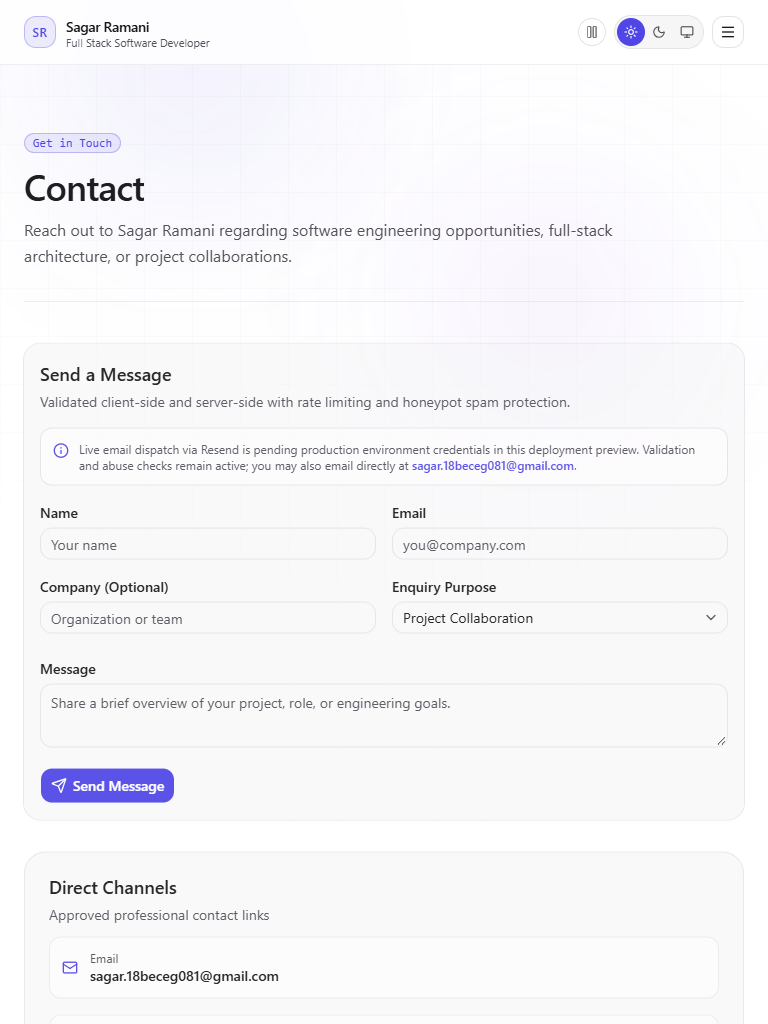 SR
Sagar Ramani
Full Stack Software Developer
Get in Touch
Contact
Reach out to Sagar Ramani regarding software engineering opportunities, full-stack
architecture, or project collaborations.
Send a Message
Validated client-side and server-side with rate limiting and honeypot spam protection.
Live email dispatch via Resend is pending production environment credentials in this deployment preview. Validation
and abuse checks remain active; you may also email directly at sagar.18beceg081@gmail.com.
Name
Email
Your name
you@company.com
Company (Optional)
Enquiry Purpose
Organization or team
Project Collaboration
Message
Share a brief overview of your project, role, or engineering goals.
Send Message
Direct Channels
Approved professional contact links
Email
sagar.18beceg081@gmail.com